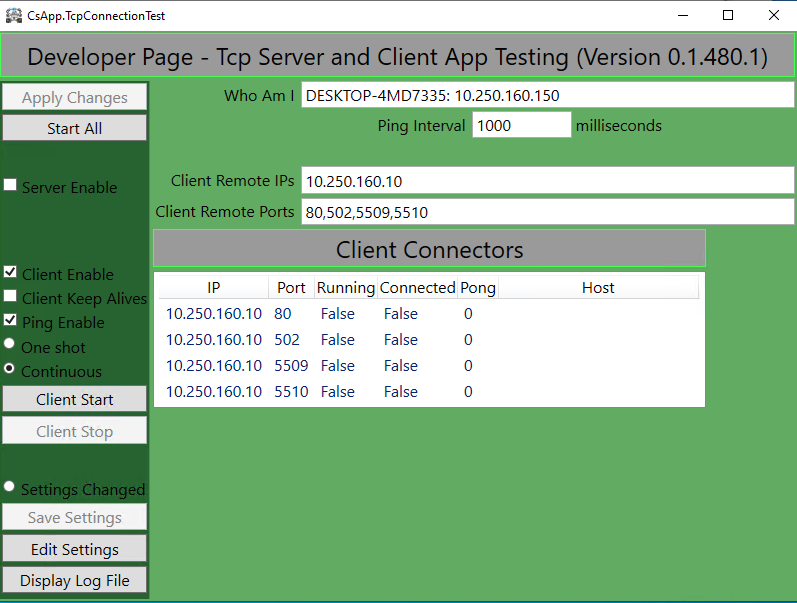 CsApp.TcpConnectionTest
Developer Page - Tcp Server and Client App Testing (Version 0.1.480.1)
Apply Changes
Start All
Server Enable
Client Enable
Client Keep Alives
Ping Enable
One shot
Continuous
Client Start
Client Stop
Settings Changed
Save Settings
Edit Settings
Display Log File
Who Am I DESKTOP-4MD7335: 10.250.160.150
Ping Interval 1000 milliseconds
Client Remote IPs 10.250.160.10
Client Remote Ports 80,502,5509,5510
Client Connectors
IP Port Running Connected Pong Host
10.250.160.10 80 False False 0
10.250.160.10 502 False False 0
10.250.160.10 5509 False False 0
10.250.160.10 5510 False False 0